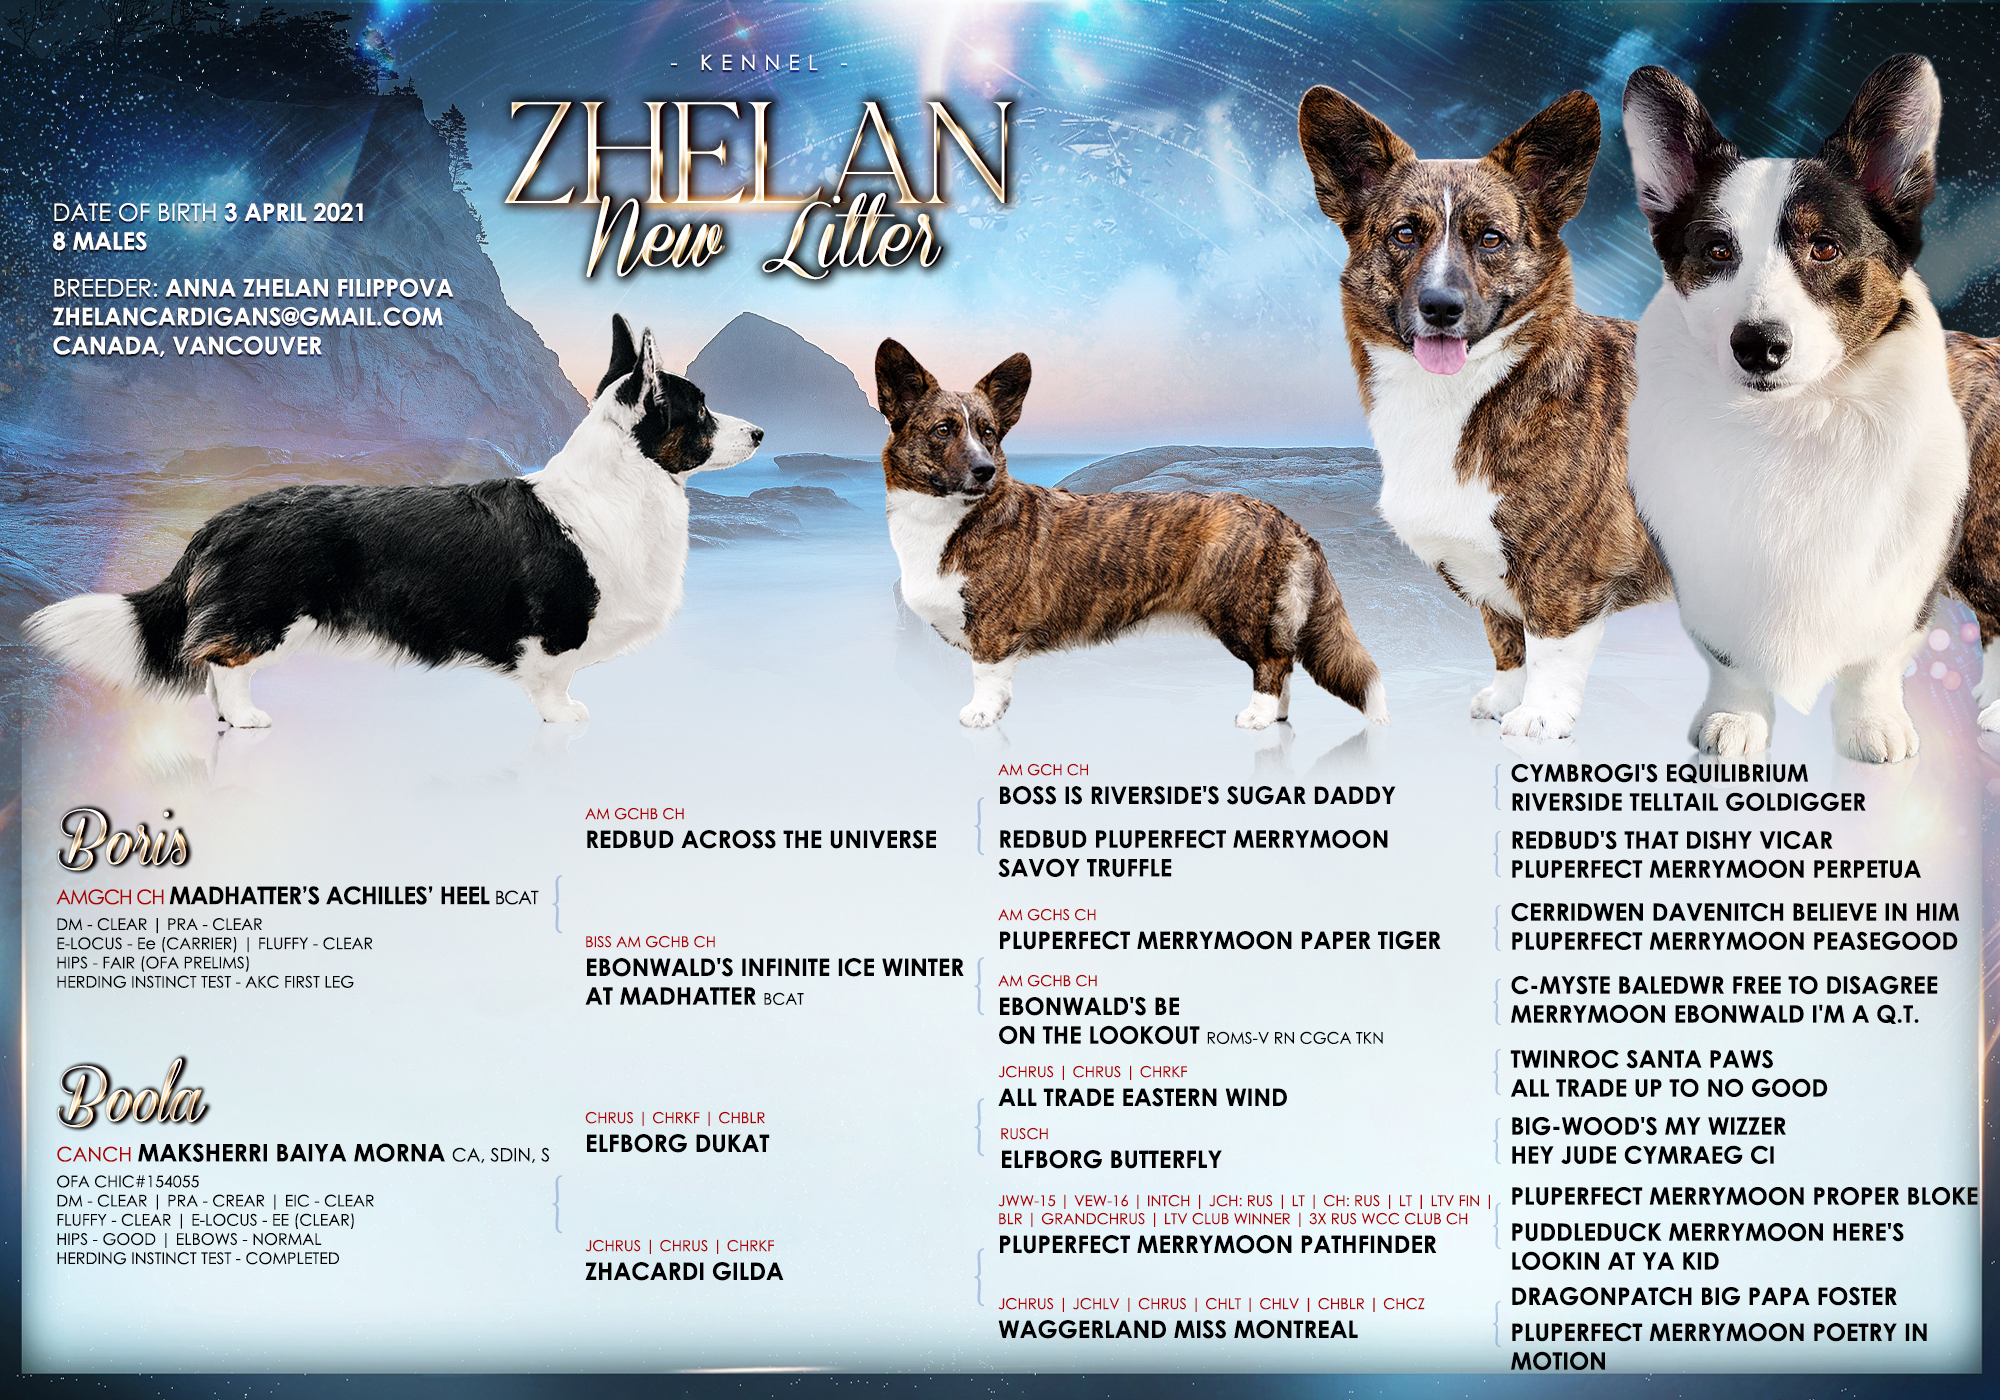 - KENNEL -
ZHELAN
New Litter
DATE OF BIRTH 3 APRIL 2021
8 MALES
BREEDER: ANNA ZHELAN FILIPPOVA
ZHELANCARDIGANS@GMAIL.COM
CANADA, VANCOUVER
Boris
AMGCH CH MADHATTER'S ACHILLES' HEEL BCAT
DM - CLEAR | PRA - CLEAR
E-LOCUS - Ee (CARRIER) | FLUFFY - CLEAR
HIPS - FAIR (OFA PRELIMS)
HERDING INSTINCT TEST - AKC FIRST LEG
Boola
CANCH MAKSHERRI BAIYA MORNA CA, SDIN, S
OFA CHIC#154055
DM - CLEAR | PRA - CREAR | EIC - CLEAR
FLUFFY - CLEAR | E-LOCUS - EE (CLEAR)
HIPS - GOOD | ELBOWS - NORMAL
HERDING INSTINCT TEST - COMPLETED
AM GCHB CH
REDBUD ACROSS THE UNIVERSE
BISS AM GCHB CH
EBONWALD'S INFINITE ICE WINTER
AT MADHATTER BCAT
CHRUS | CHRKF | CHBLR
ELFBORG DUKAT
JCHRUS | CHRUS | CHRKF
ZHACARDI GILDA
AM GCH CH
BOSS IS RIVERSIDE'S SUGAR DADDY
REDBUD PLUPERFECT MERRYMOON
SAVOY TRUFFLE
AM GCHS CH
PLUPERFECT MERRYMOON PAPER TIGER
AM GCHB CH
EBONWALD'S BE
ON THE LOOKOUT ROMS-V RN CGCA TKN
JCHRUS | CHRUS | CHRKF
ALL TRADE EASTERN WIND
RUSCH
ELFBORG BUTTERFLY
JWW-15 | VEW-16 | INTCH | JCH: RUS | LT | CH: RUS | LT | LTV FIN |
BLR | GRANDCHRUS | LTV CLUB WINNER | 3X RUS WCC CLUB CH
PLUPERFECT MERRYMOON PATHFINDER
JCHRUS | JCHLV | CHRUS | CHLT | CHLV | CHBLR | CHCZ
WAGGERLAND MISS MONTREAL
CYMBROGI'S EQUILIBRIUM
RIVERSIDE TELLTAIL GOLDIGGER
REDBUD'S THAT DISHY VICAR
PLUPERFECT MERRYMOON PERPETUA
CERRIDWEN DAVENITCH BELIEVE IN HIM
PLUPERFECT MERRYMOON PEASEGOOD
C-MYSTE BALEDWR FREE TO DISAGREE
MERRYMOON EBONWALD I'M A Q.T.
TWINROC SANTA PAWS
ALL TRADE UP TO NO GOOD
BIG-WOOD'S MY WIZZER
HEY JUDE CYMRAEG CI
PLUPERFECT MERRYMOON PROPER BLOKE
PUDDLEDUCK MERRYMOON HERE'S
LOOKIN AT YA KID
DRAGONPATCH BIG PAPA FOSTER
PLUPERFECT MERRYMOON POETRY IN
MOTION